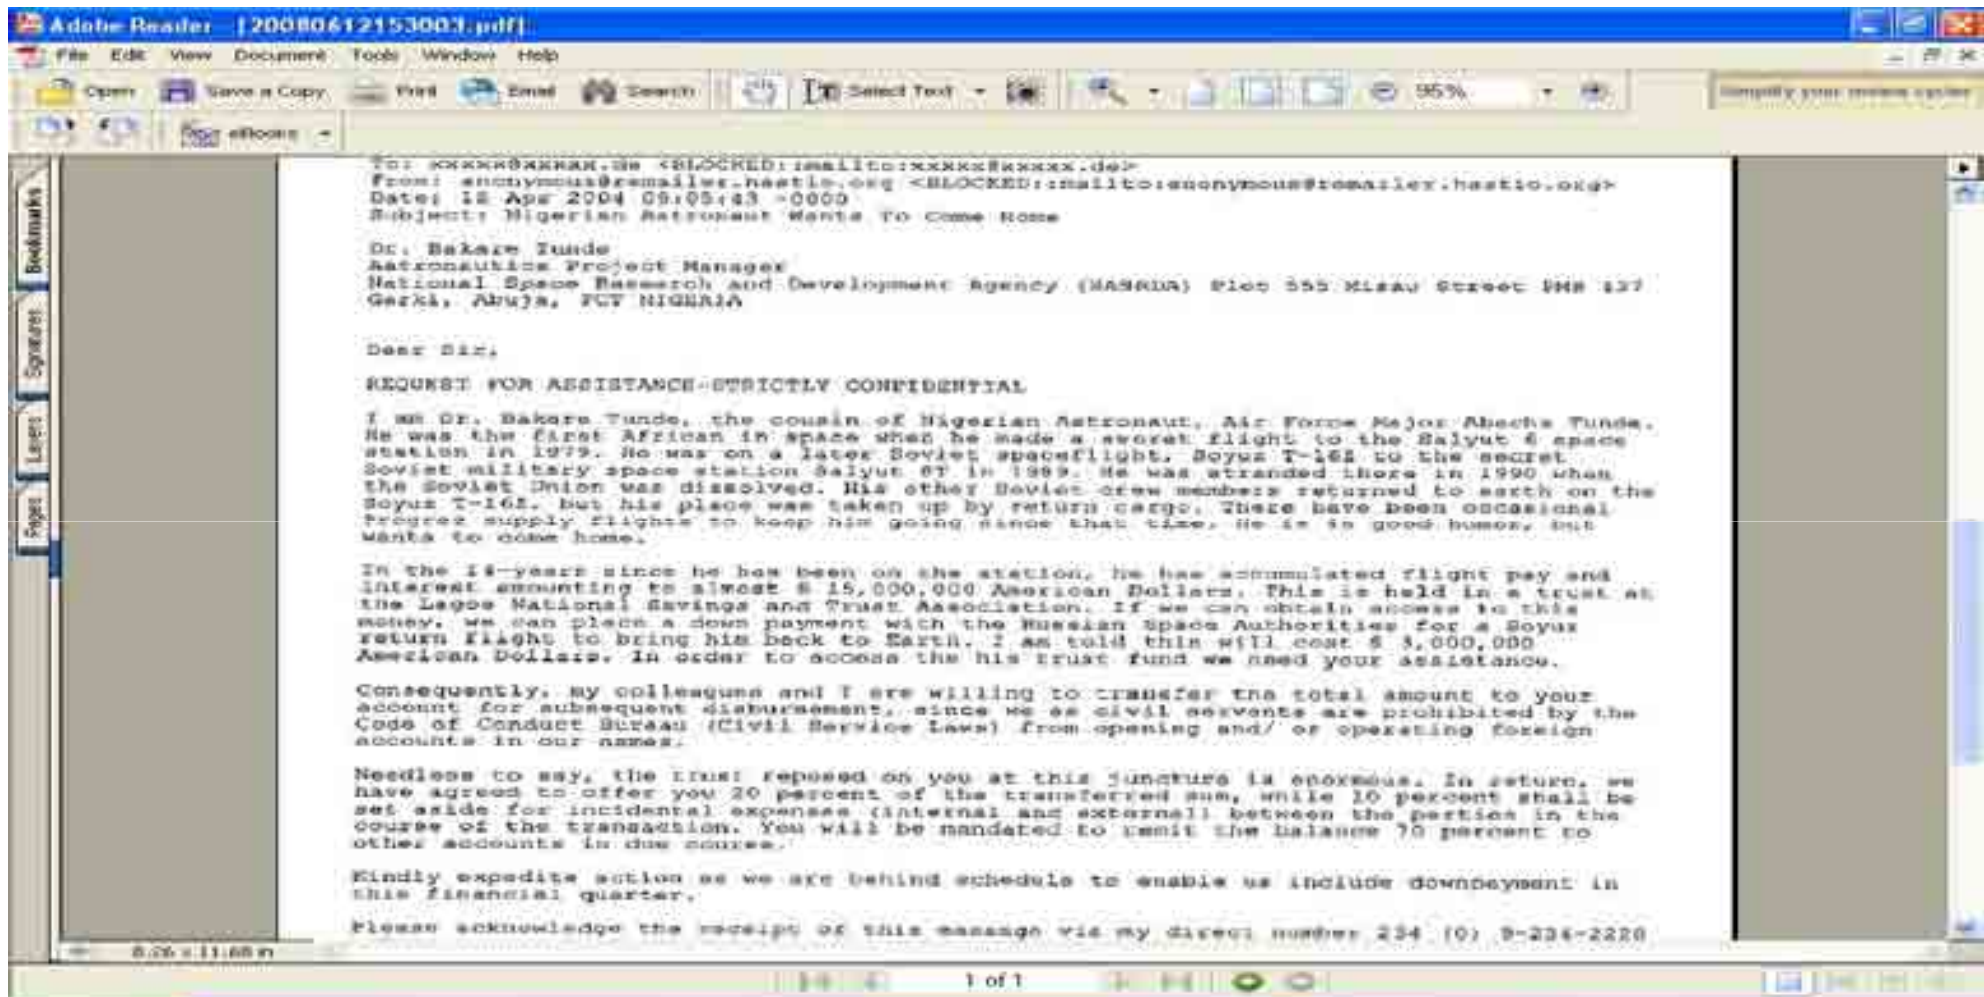 Adobe Reader - [20080612153003.pdf]
File Edit View Document Tools Window Help
Open Save a Copy Print Email Search Select Text 95%
eBooks
Bookmarks
Signatures
Layers
Pages
To: xxxxx@xxxxx.de <BLOCKED::mailto:xxxxx@xxxxx.de>
From: anonymous@remailer.hastio.org <BLOCKED::mailto:anonymous@remailer.hastio.org>
Date: 12 Apr 2004 09:05:43 -0000
Subject: Nigerian Astronaut Wants To Come Home
Dr. Bakare Tunde
Astronautics Project Manager
National Space Research and Development Agency (NASRDA) Plot 555 Misau Street PMB 437
Garki, Abuja, FCT NIGERIA
Dear Sir,
REQUEST FOR ASSISTANCE-STRICTLY CONFIDENTIAL
I am Dr. Bakare Tunde, the cousin of Nigerian Astronaut, Air Force Major Abacha Tunde.
He was the first African in space when he made a secret flight to the Salyut 6 space
station in 1979. He was on a later Soviet spaceflight, Soyuz T-16Z to the secret
Soviet military space station Salyut 8T in 1989. He was stranded there in 1990 when
the Soviet Union was dissolved. His other Soviet crew members returned to earth on the
Soyuz T-16Z, but his place was taken up by return cargo. There have been occasional
Progrez supply flights to keep him going since that time. He is in good humor, but
wants to come home.
In the 14-years since he has been on the station, he has accumulated flight pay and
interest amounting to almost $ 15,000,000 American Dollars. This is held in a trust at
the Lagos National Savings and Trust Association. If we can obtain access to this
money, we can place a down payment with the Russian Space Authorities for a Soyuz
return flight to bring him back to Earth. I am told this will cost $ 3,000,000
American Dollars. In order to access the his trust fund we need your assistance.
Consequently, my colleagues and I are willing to transfer the total amount to your
account for subsequent disbursement, since we as civil servants are prohibited by the
Code of Conduct Bureau (Civil Service Laws) from opening and/ or operating foreign
accounts in our names.
Needless to say, the trust reposed on you at this juncture is enormous. In return, we
have agreed to offer you 20 percent of the transferred sum, while 10 percent shall be
set aside for incidental expenses (internal and external) between the parties in the
course of the transaction. You will be mandated to remit the balance 70 percent to
other accounts in due course.
Kindly expedite action as we are behind schedule to enable us include downpayment in
this financial quarter.
Please acknowledge the receipt of this message via my direct number 234 (0) 9-234-2220
8.26 x 11.68 in
1 of 1